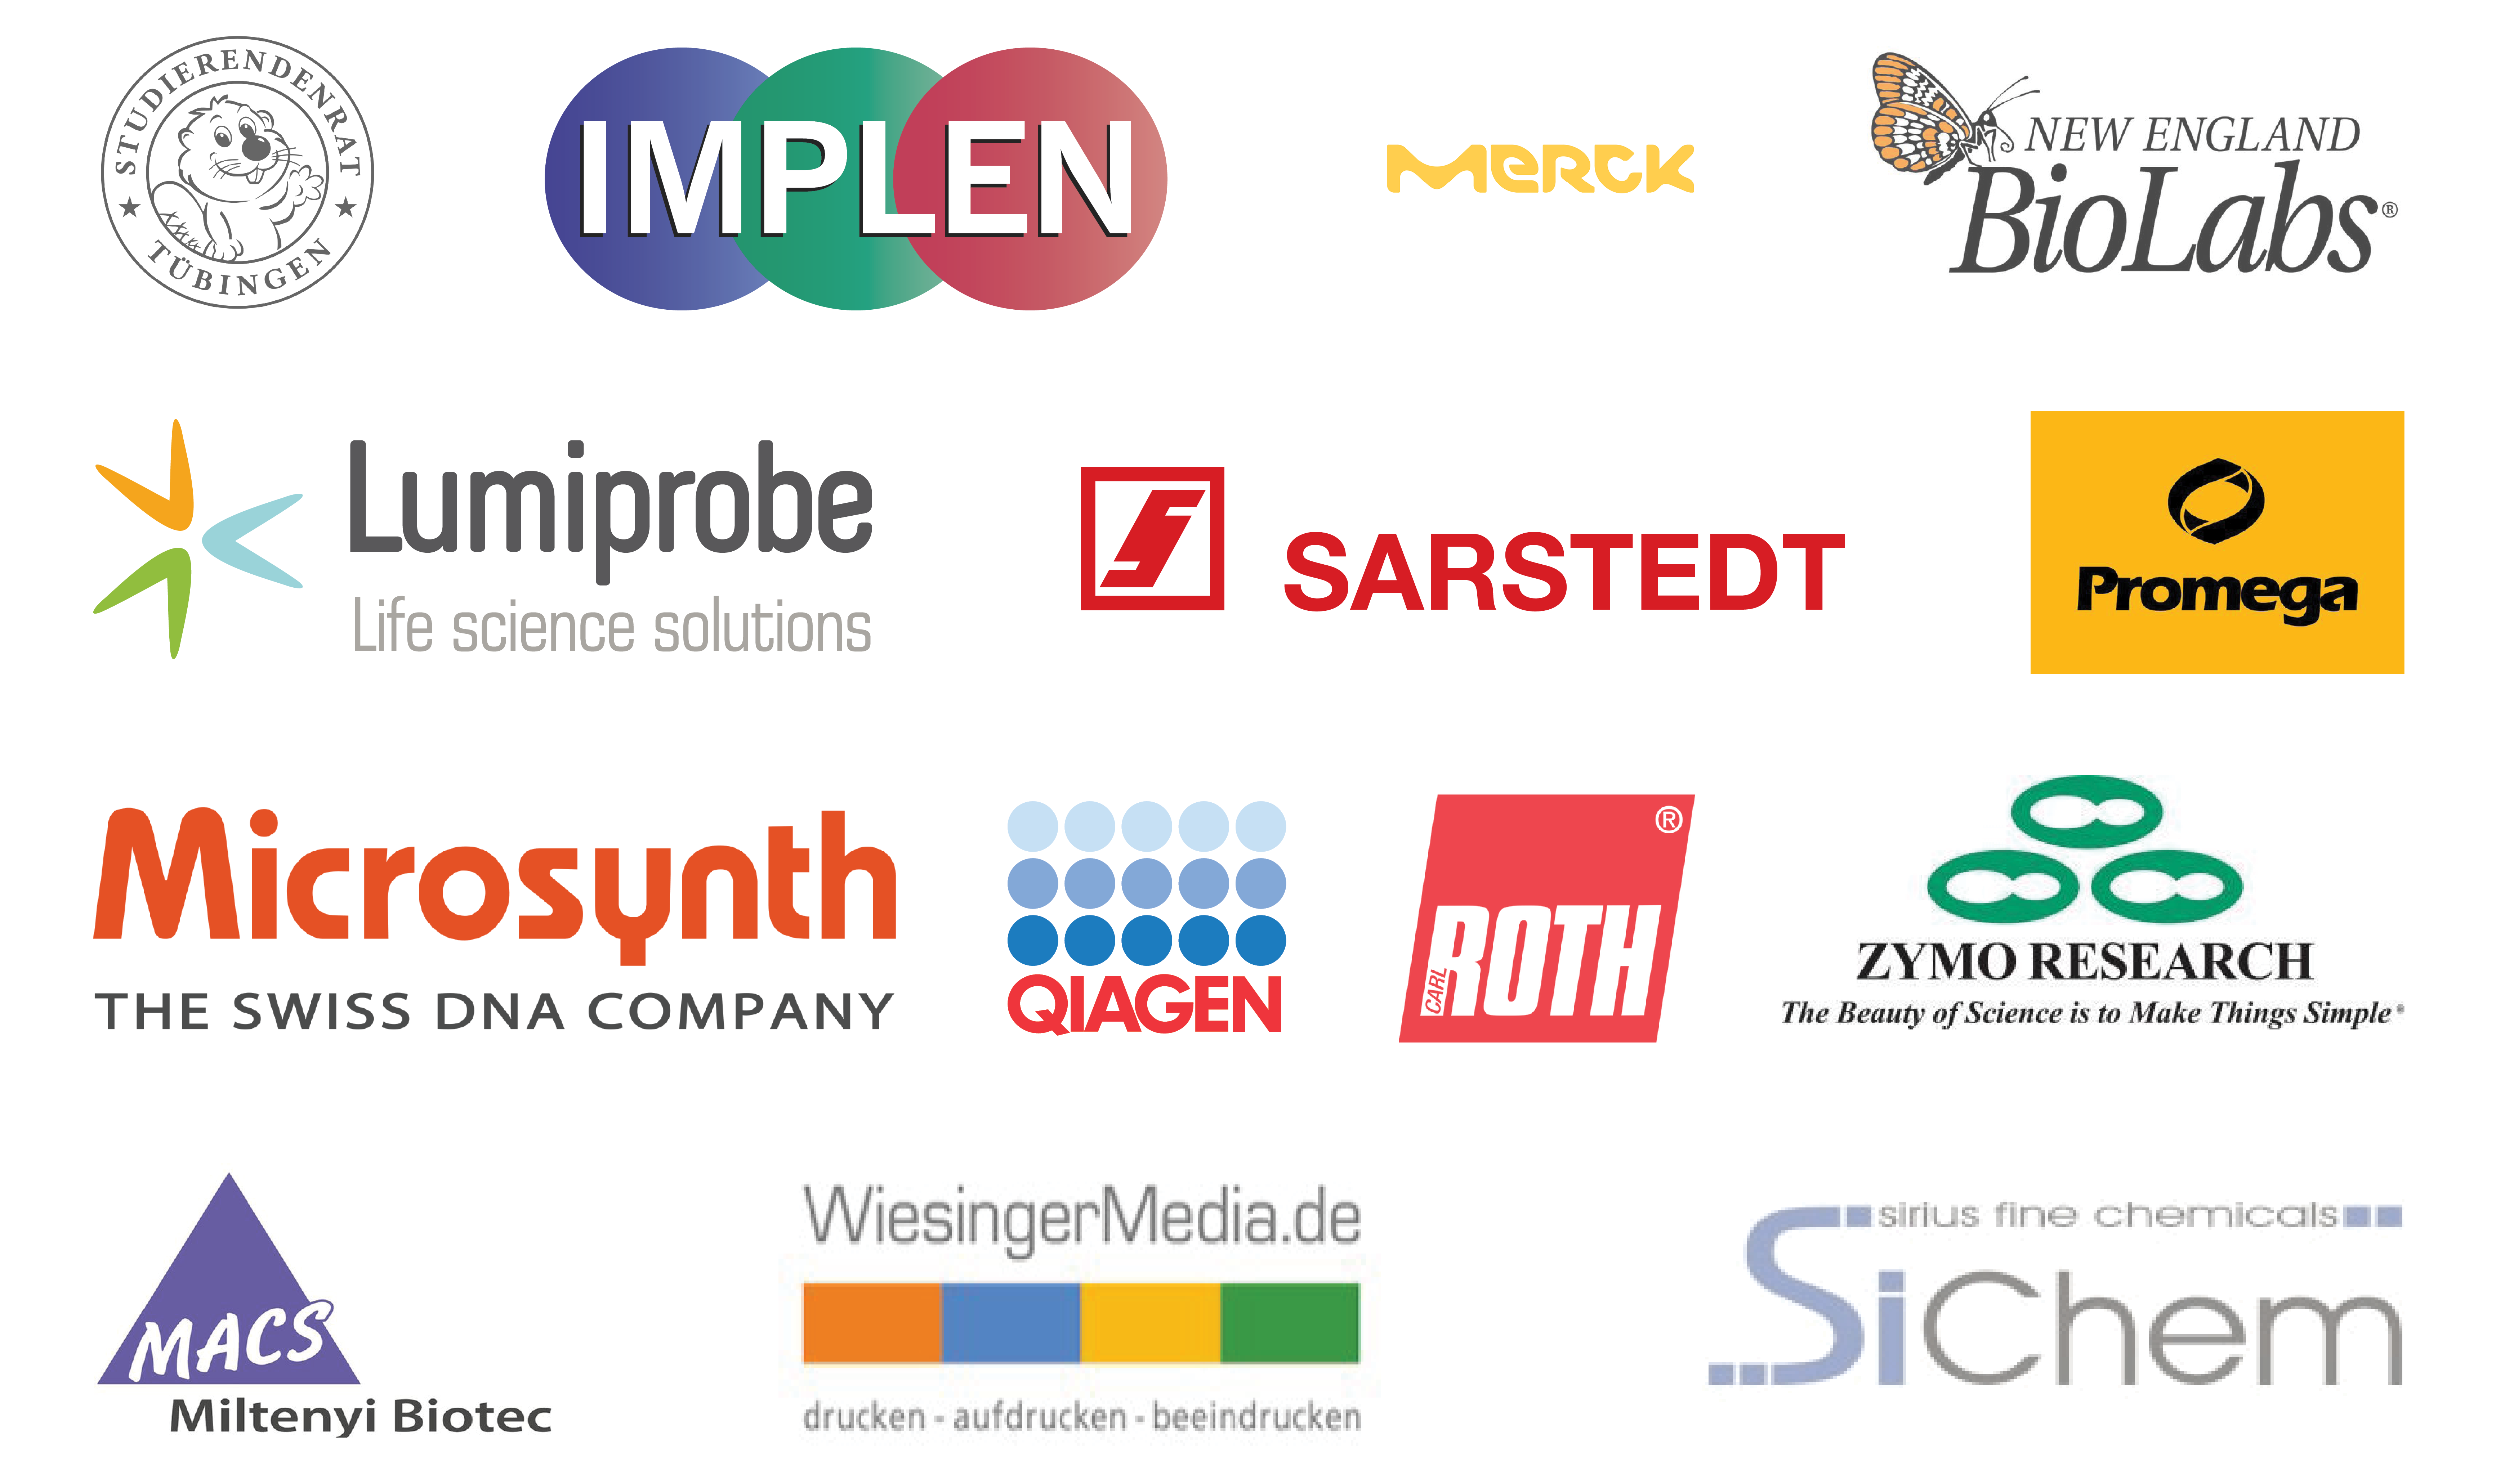 STUDIERENDENRAT
TÜBINGEN
IMPLEN
MERCK
NEW ENGLAND
BioLabs®
Lumiprobe
Life science solutions
SARSTEDT
Promega
Microsynth
THE SWISS DNA COMPANY
QIAGEN
®
CARL ROTH
ZYMO RESEARCH
The Beauty of Science is to Make Things Simple®
MACS
Miltenyi Biotec
WiesingerMedia.de
drucken - aufdrucken - beeindrucken
sirius fine chemicals
SiChem